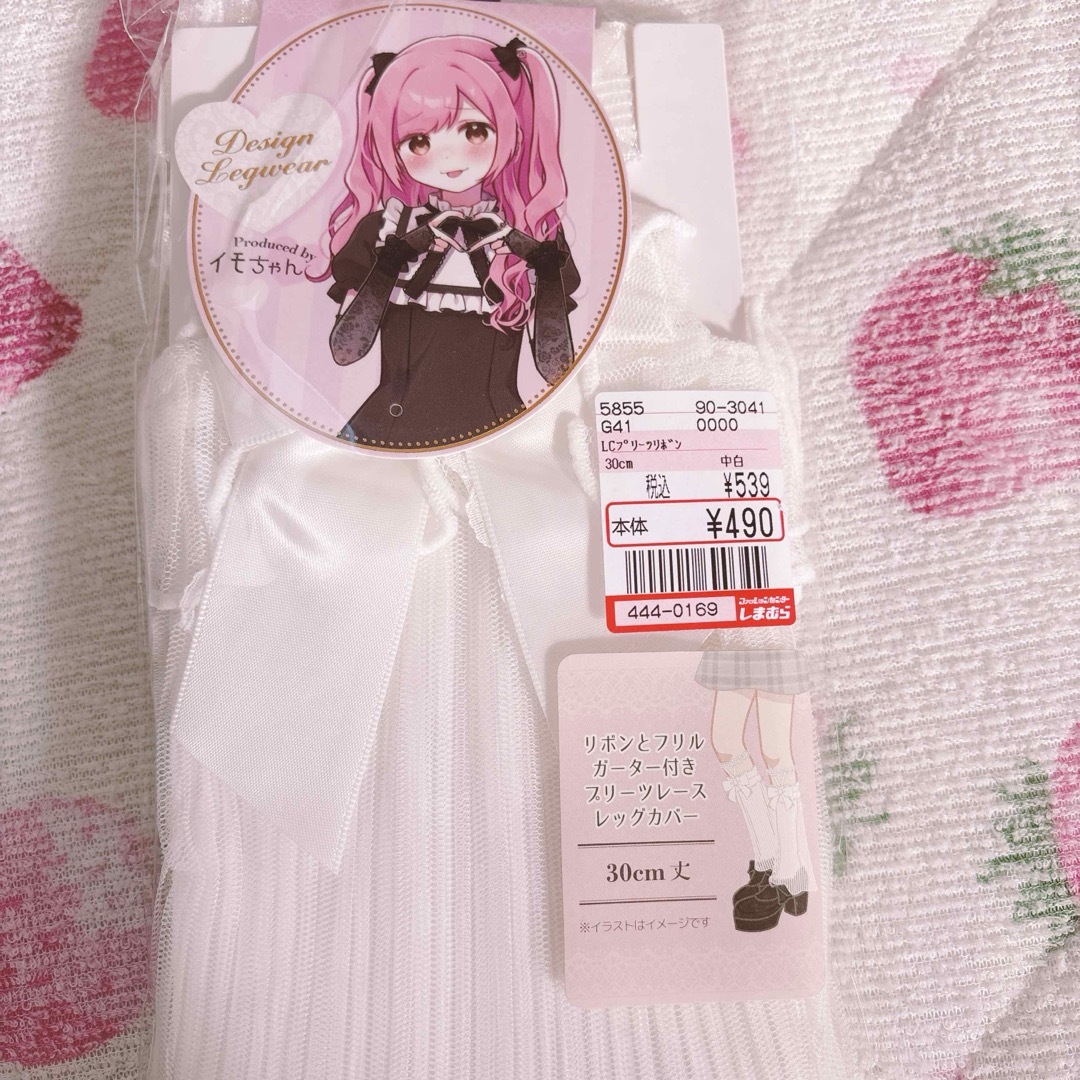 Design
Legwear
Produced by
イモちゃん
5855 90-3041
G41 0000
LCプリーツリボン
30cm 中白
税込 ¥539
本体 ¥490
444-0169
ファッションセンター
しまむら
リボンとフリル
ガーター付き
プリーツレース
レッグカバー
30cm 丈
※イラストはイメージです